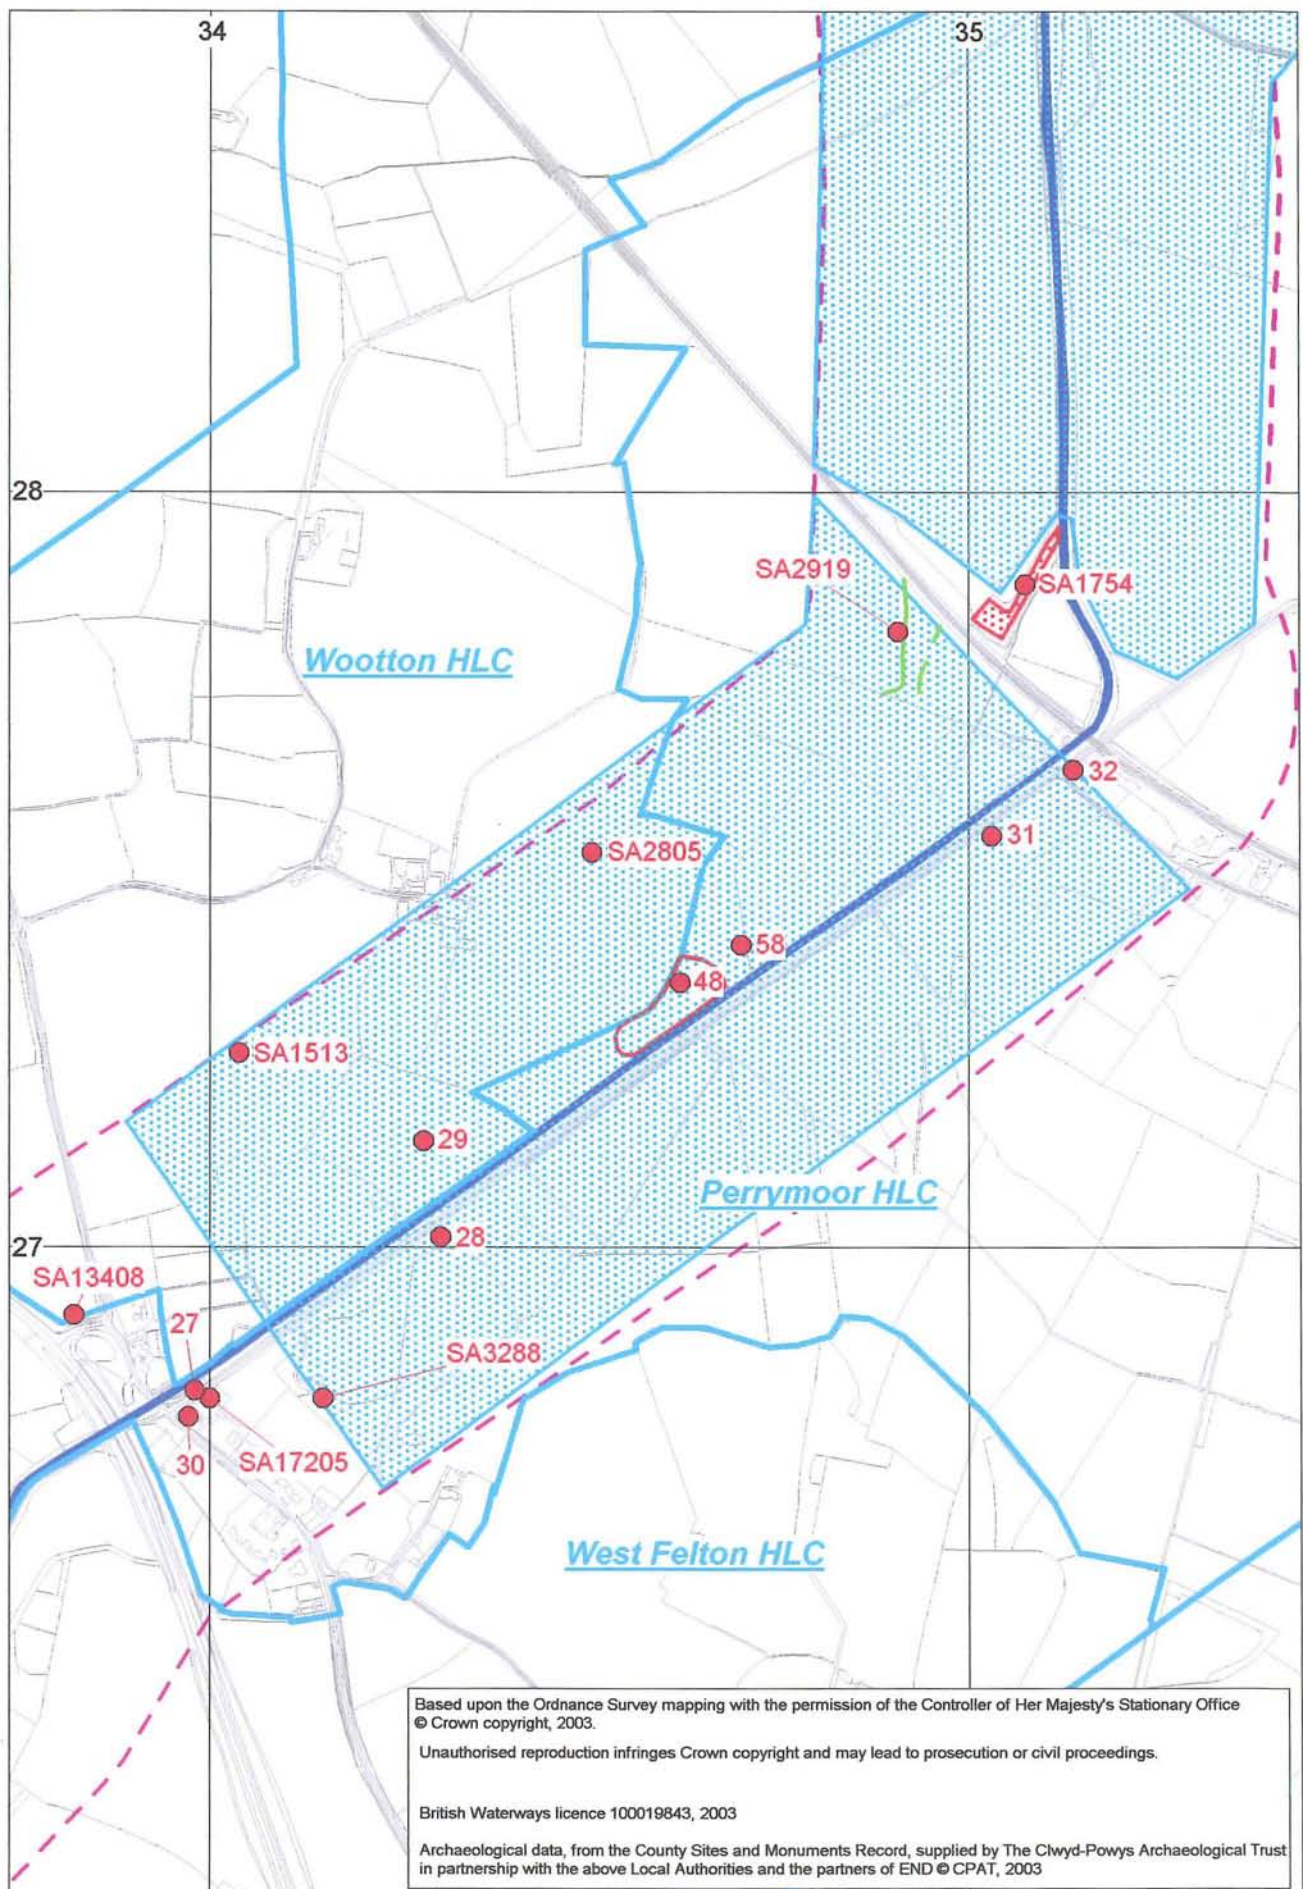 34
35
28
SA2919
SA1754
Wootton HLC
32
31
SA2805
58
48
SA1513
29
Perrymoor HLC
28
27
SA13408
27
SA3288
30
SA17205
West Felton HLC
Based upon the Ordnance Survey mapping with the permission of the Controller of Her Majesty's Stationary Office
© Crown copyright, 2003.
Unauthorised reproduction infringes Crown copyright and may lead to prosecution or civil proceedings.
British Waterways licence 100019843, 2003
Archaeological data, from the County Sites and Monuments Record, supplied by The Clwyd-Powys Archaeological Trust
in partnership with the above Local Authorities and the partners of END © CPAT, 2003